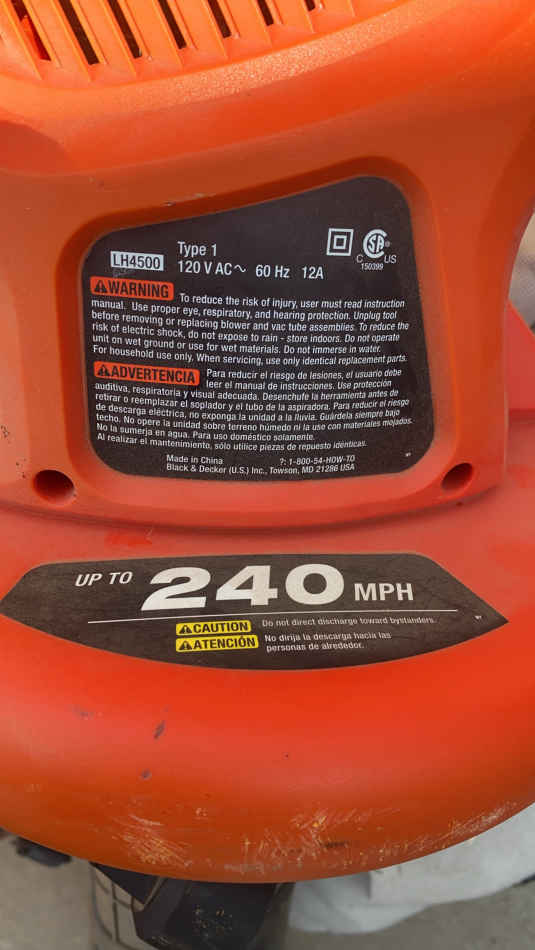 LH4500
Type 1
120 V AC~ 60 Hz 12A
SA®
C US
150399
WARNING To reduce the risk of injury, user must read instruction
manual. Use proper eye, respiratory, and hearing protection. Unplug tool
before removing or replacing blower and vac tube assemblies. To reduce the
risk of electric shock, do not expose to rain - store indoors. Do not operate
unit on wet ground or use for wet materials. Do not immerse in water.
For household use only. When servicing, use only identical replacement parts.
ADVERTENCIA Para reducir el riesgo de lesiones, el usuario debe
leer el manual de instrucciones. Use protección
auditiva, respiratoria y visual adecuada. Desenchufe la herramienta antes de
retirar o reemplazar el soplador y el tubo de la aspiradora. Para reducir el riesgo
de descarga eléctrica, no exponga la unidad a la lluvia. Guárdela siempre bajo
techo. No opere la unidad sobre terreno húmedo ni la use con materiales mojados.
No la sumerja en agua. Para uso doméstico solamente.
Al realizar el mantenimiento, sólo utilice piezas de repuesto idénticas.
Made in China ?: 1-800-54-HOW-TO
Black & Decker (U.S.) Inc., Towson, MD 21286 USA
UP TO 240 MPH
CAUTION Do not direct discharge toward bystanders.
ATENCIÓN No dirija la descarga hacia las
personas de alrededor.